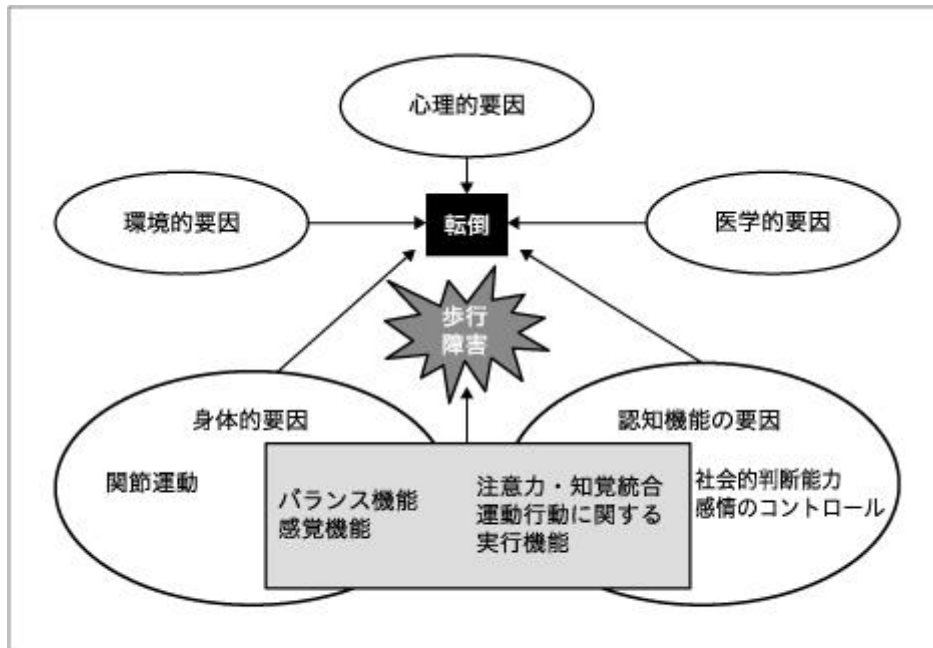 心理的要因
環境的要因
転倒
医学的要因
歩行
障害
身体的要因
認知機能の要因
関節運動
バランス機能
感覚機能
注意力・知覚統合
運動行動に関する
実行機能
社会的判断能力
感情のコントロール